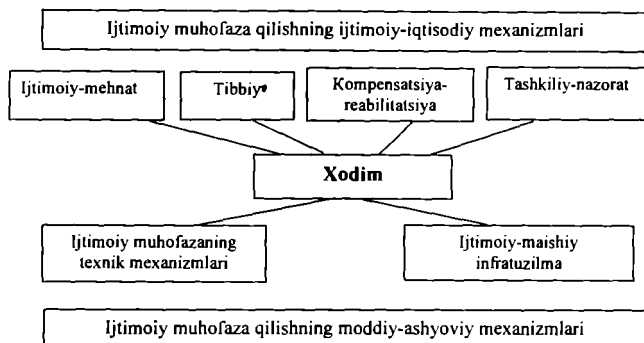 Ijtimoiy muhofaza qilishning ijtimoiy-iqtisodiy mexanizmlari
Ijtimoiy-mehnat
Tibbiy
Kompensatsiya-
reabilitatsiya
Tashkiliy-nazorat
Xodim
Ijtimoiy muhofazaning
texnik mexanizmlari
Ijtimoiy-maishiy
infratuzilma
Ijtimoiy muhofaza qilishning moddiy-ashyoviy mexanizmlari